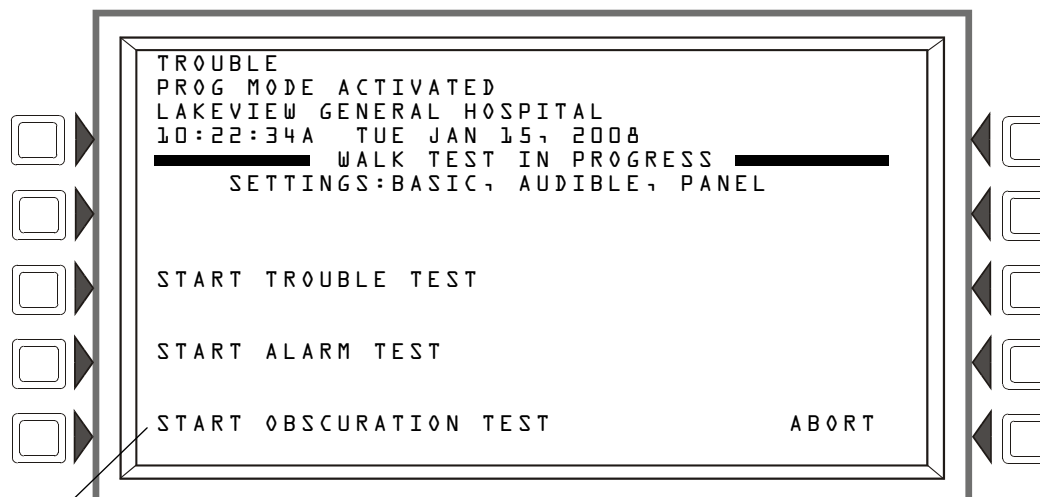 TROUBLE
PROG MODE ACTIVATED
LAKEVIEW GENERAL HOSPITAL
10:22:34A TUE JAN 15, 2008
WALK TEST IN PROGRESS
SETTINGS:BASIC, AUDIBLE, PANEL
START TROUBLE TEST
START ALARM TEST
START OBSCURATION TEST ABORT